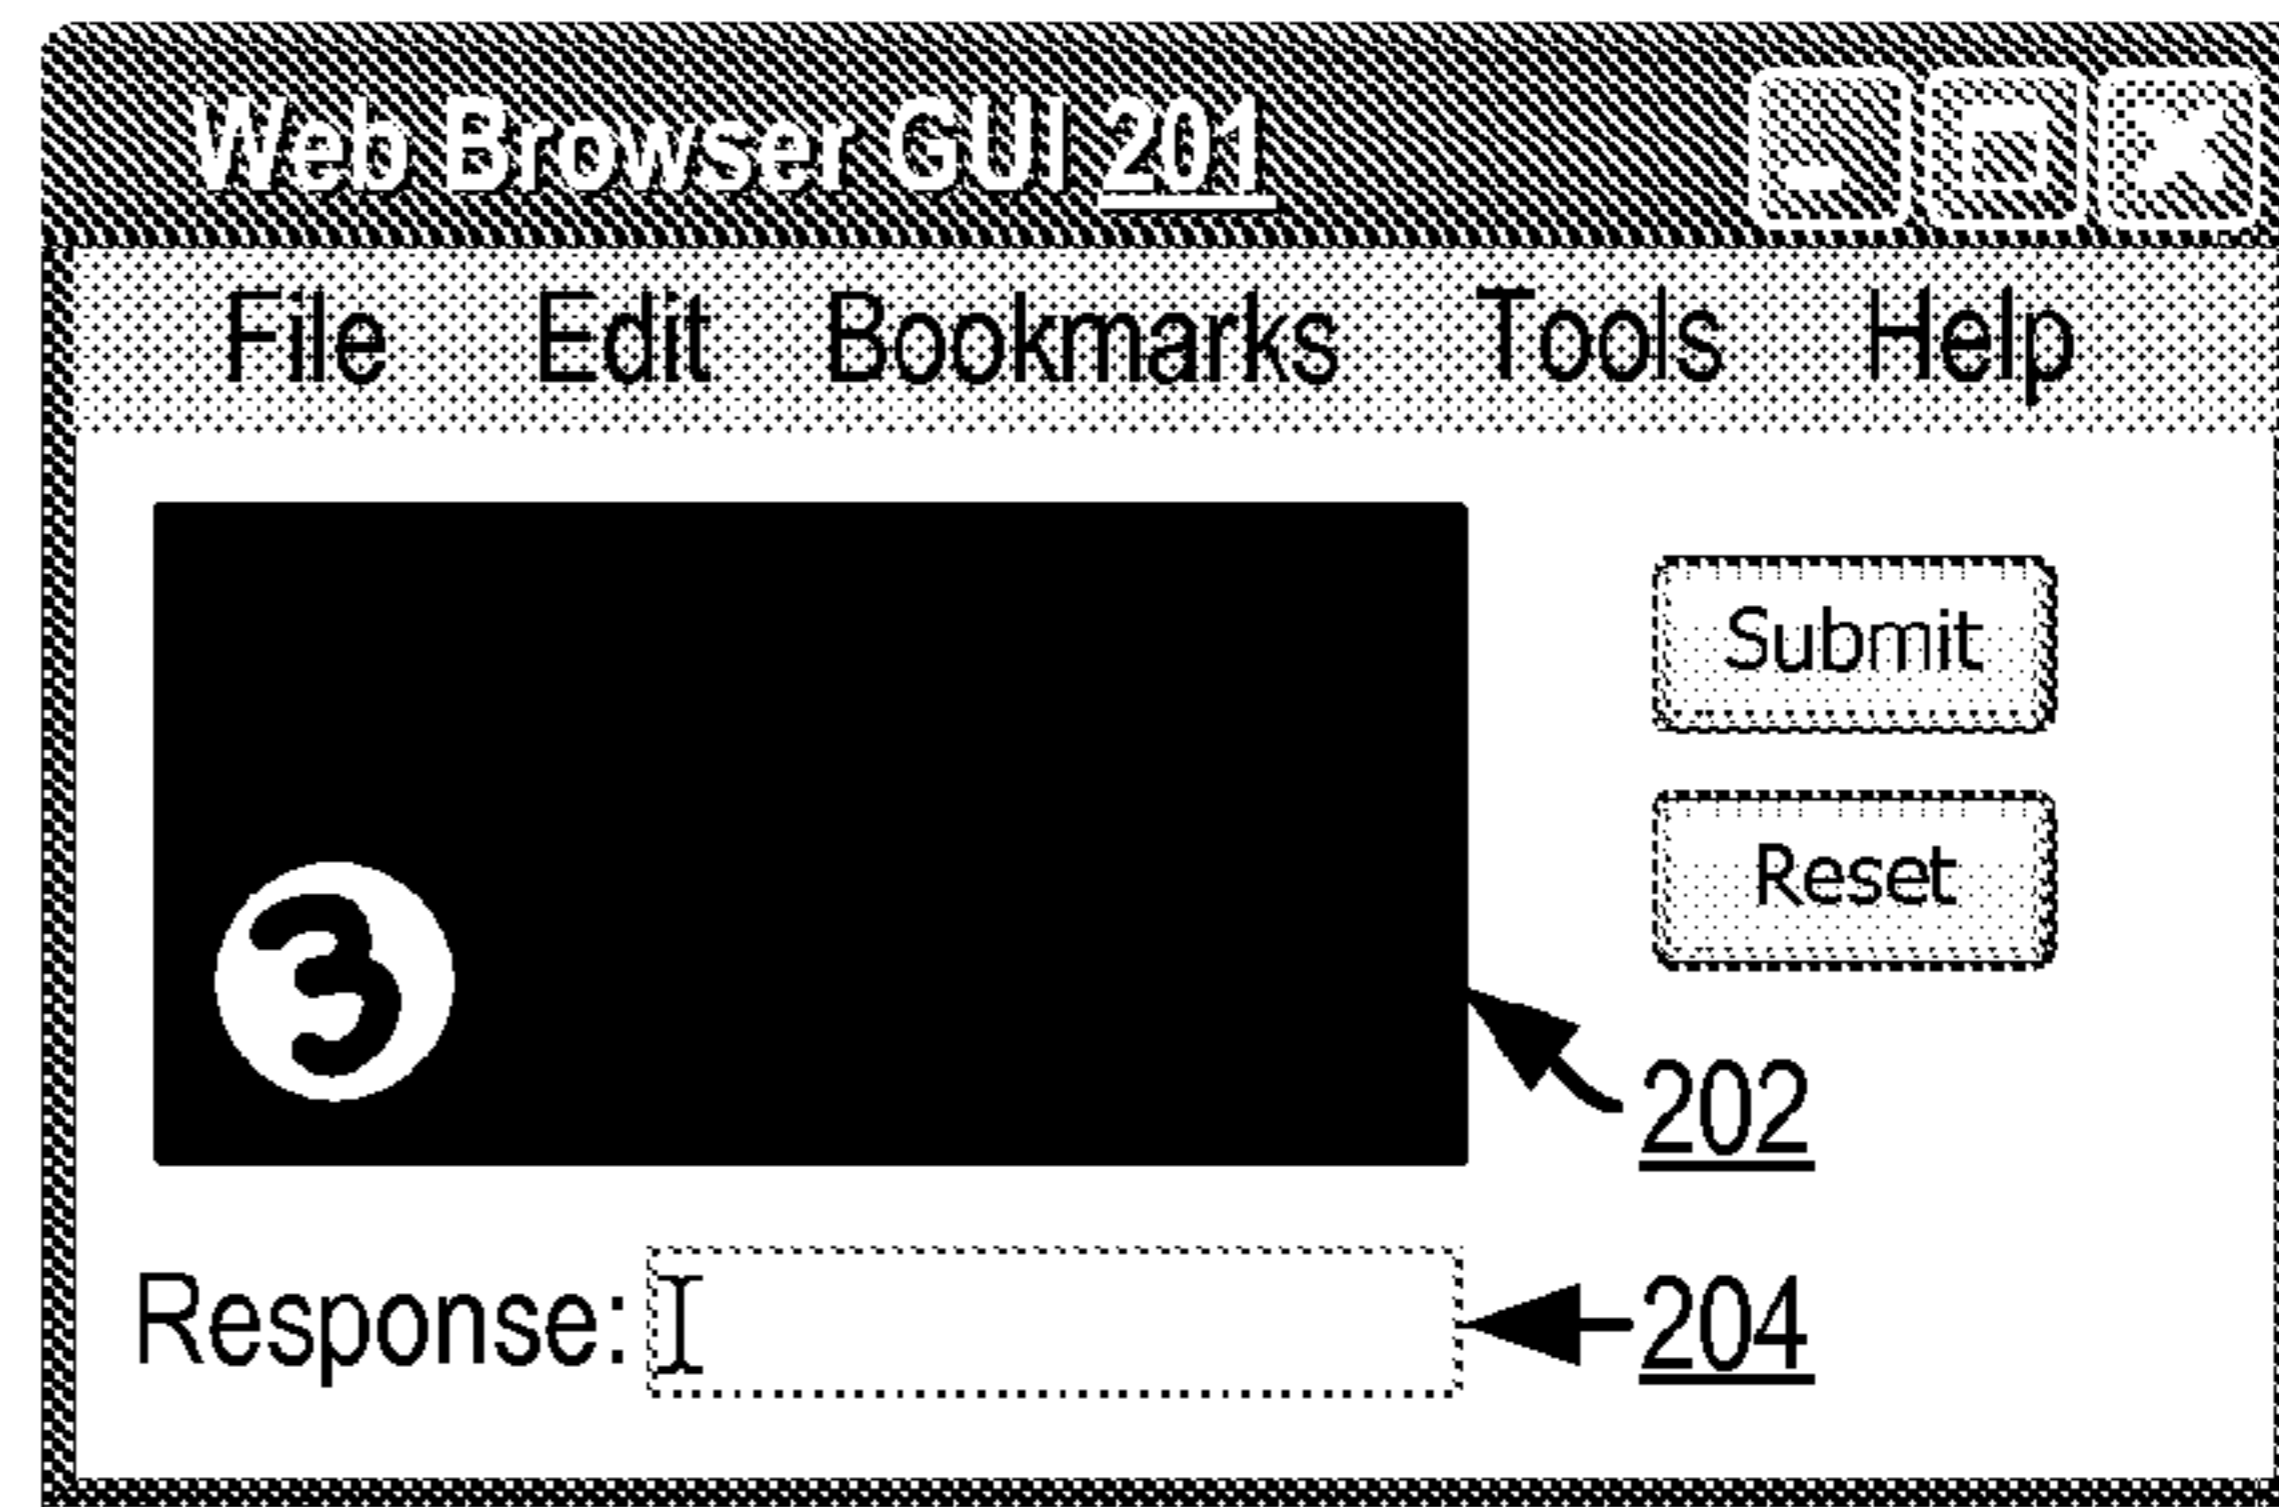 Web Browser GUI 201
File Edit Bookmarks Tools Help
Submit
Reset
3
202
Response:
204